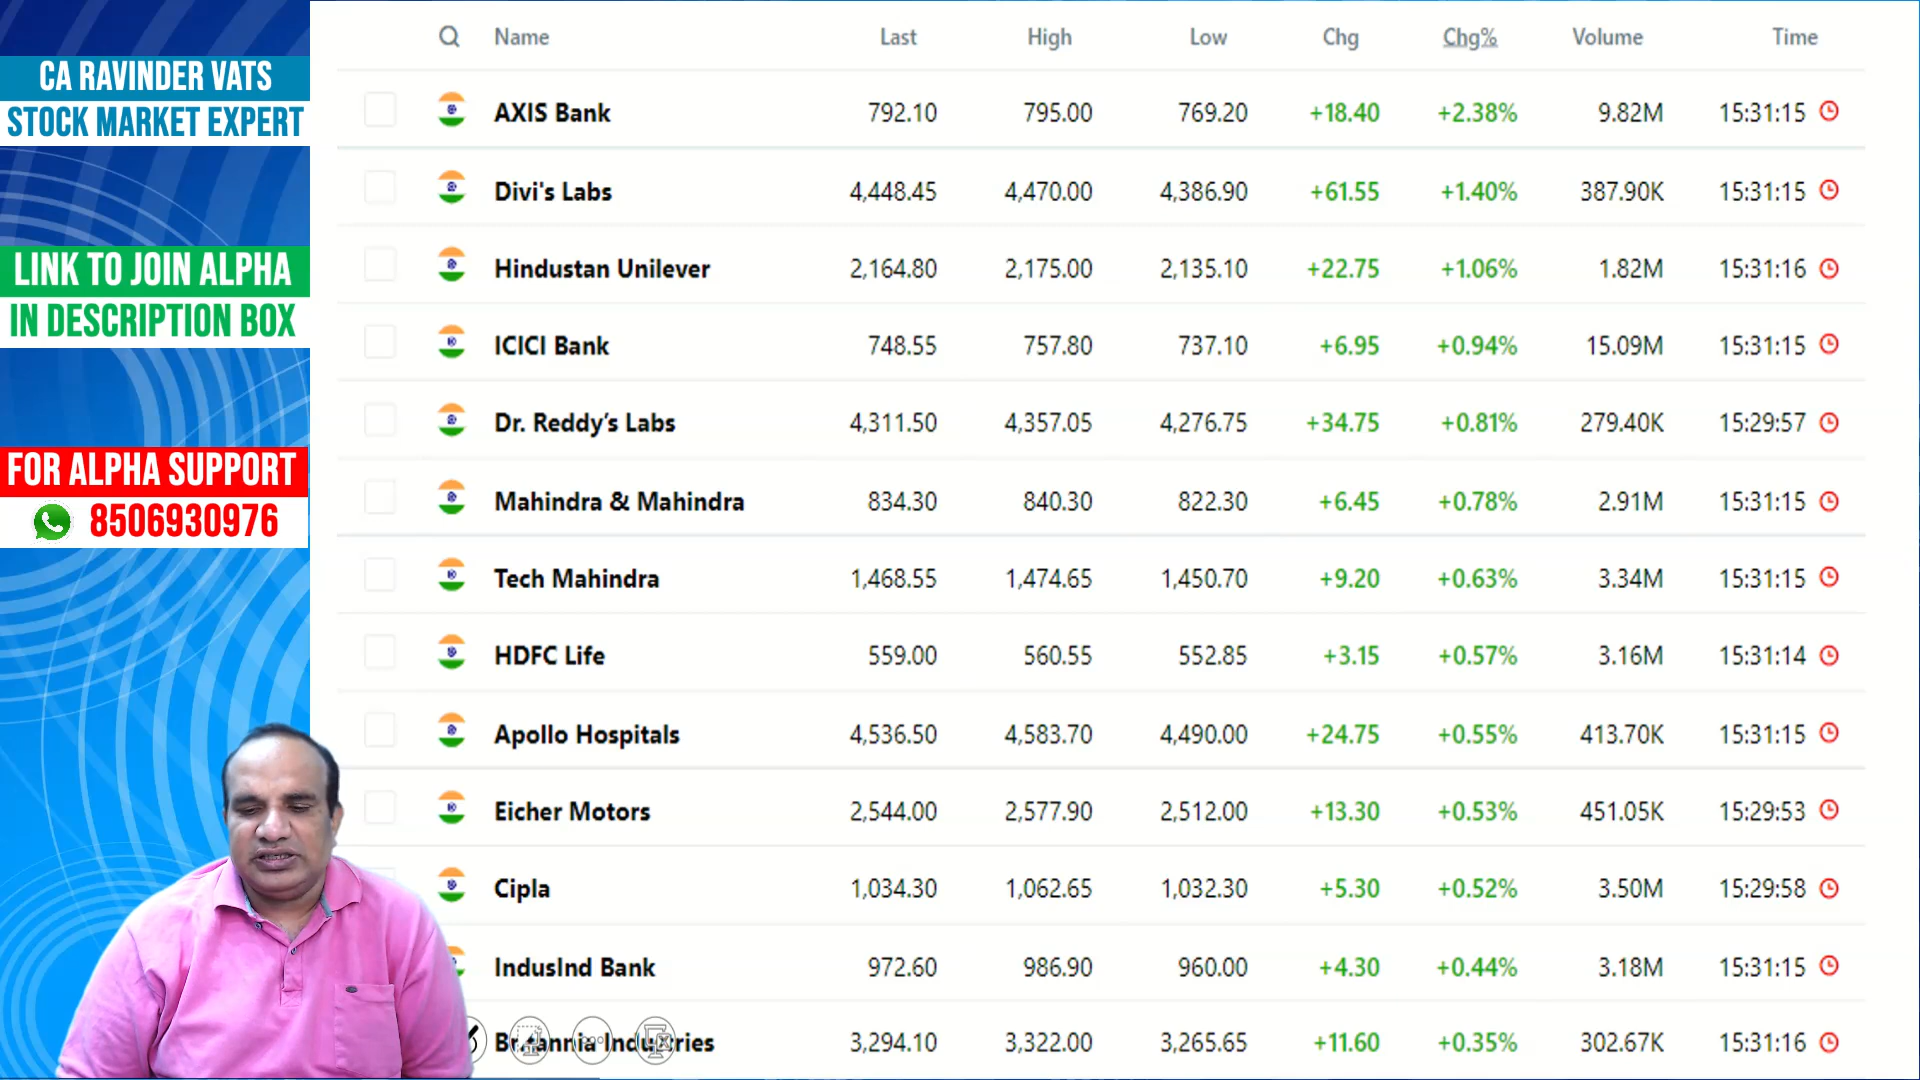 CA RAVINDER VATS
STOCK MARKET EXPERT
LINK TO JOIN ALPHA
IN DESCRIPTION BOX
FOR ALPHA SUPPORT
8506930976
Name Last High Low Chg Chg% Volume Time
AXIS Bank 792.10 795.00 769.20 +18.40 +2.38% 9.82M 15:31:15
Divi's Labs 4,448.45 4,470.00 4,386.90 +61.55 +1.40% 387.90K 15:31:15
Hindustan Unilever 2,164.80 2,175.00 2,135.10 +22.75 +1.06% 1.82M 15:31:16
ICICI Bank 748.55 757.80 737.10 +6.95 +0.94% 15.09M 15:31:15
Dr. Reddy’s Labs 4,311.50 4,357.05 4,276.75 +34.75 +0.81% 279.40K 15:29:57
Mahindra & Mahindra 834.30 840.30 822.30 +6.45 +0.78% 2.91M 15:31:15
Tech Mahindra 1,468.55 1,474.65 1,450.70 +9.20 +0.63% 3.34M 15:31:15
HDFC Life 559.00 560.55 552.85 +3.15 +0.57% 3.16M 15:31:14
Apollo Hospitals 4,536.50 4,583.70 4,490.00 +24.75 +0.55% 413.70K 15:31:15
Eicher Motors 2,544.00 2,577.90 2,512.00 +13.30 +0.53% 451.05K 15:29:53
Cipla 1,034.30 1,062.65 1,032.30 +5.30 +0.52% 3.50M 15:29:58
IndusInd Bank 972.60 986.90 960.00 +4.30 +0.44% 3.18M 15:31:15
Britannia Industries 3,294.10 3,322.00 3,265.65 +11.60 +0.35% 302.67K 15:31:16